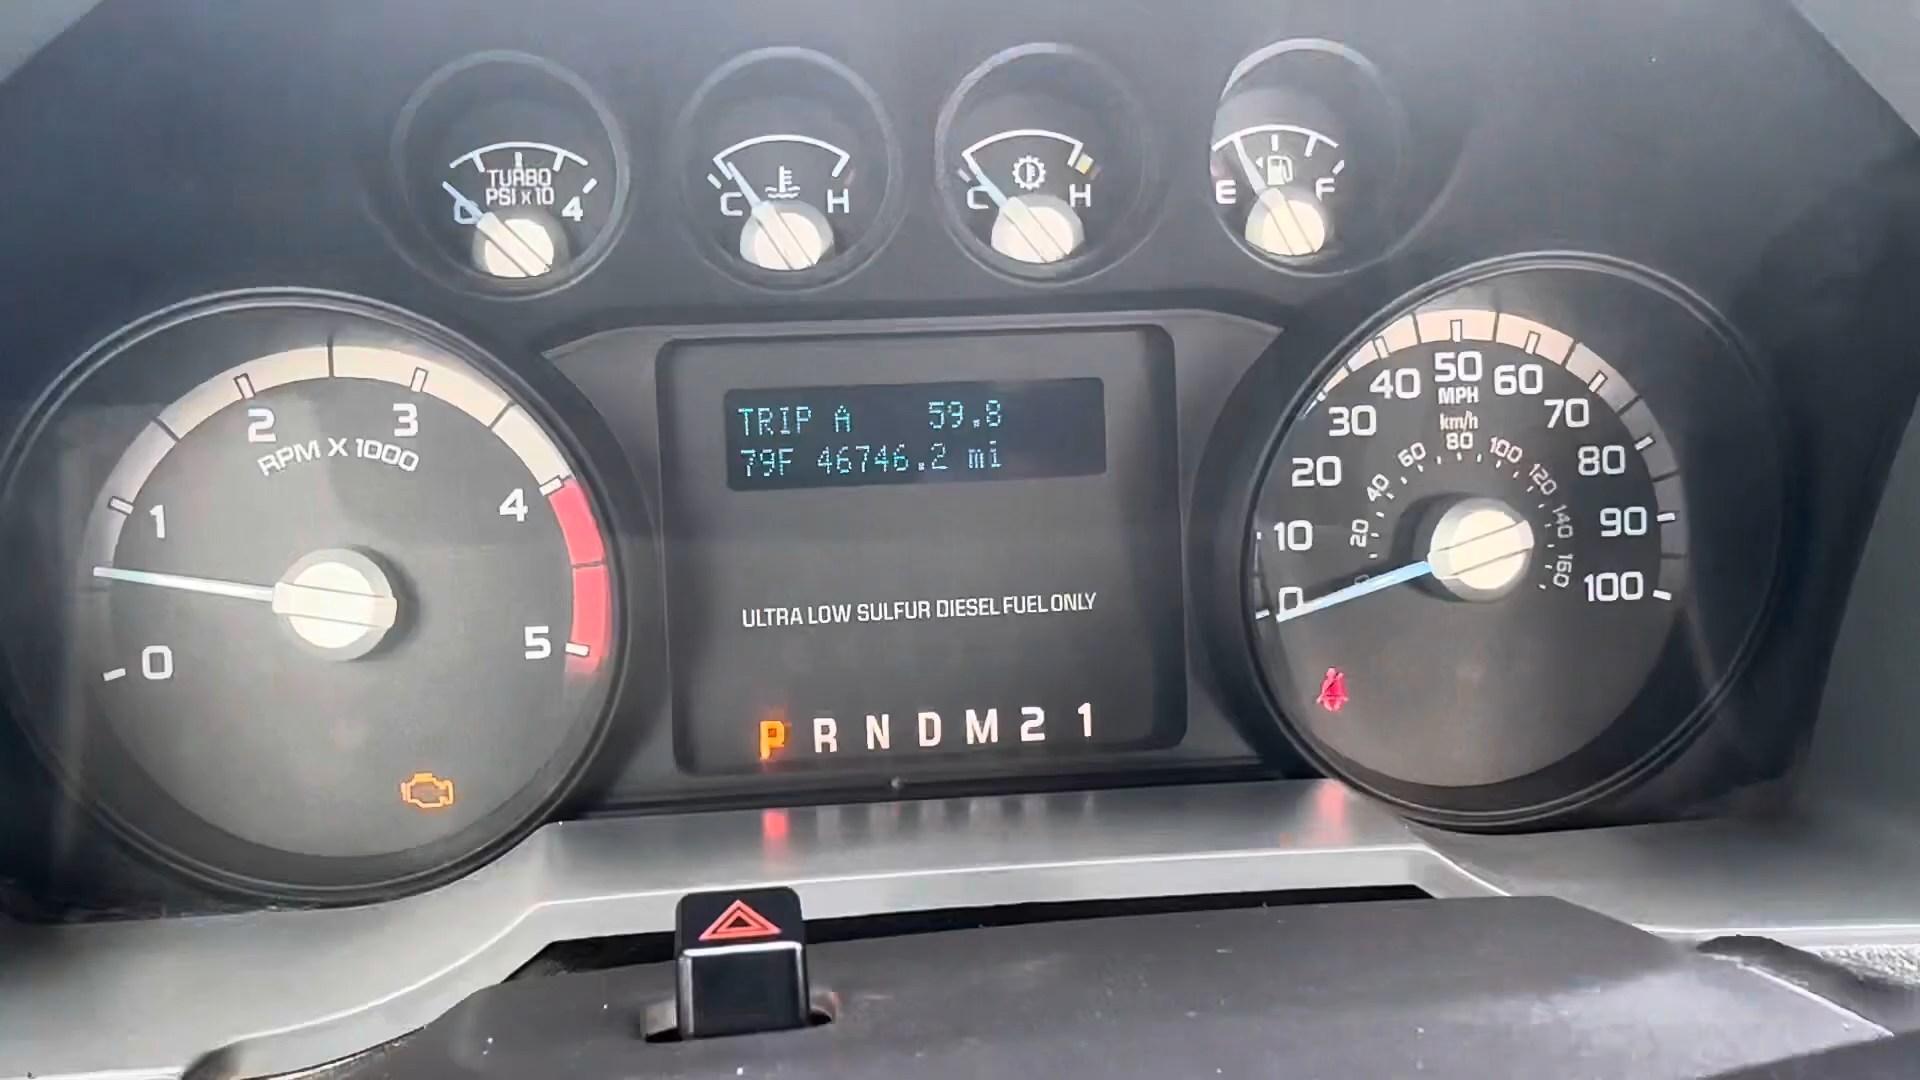 TURBO
PSI x 10
0 4
C H
C H
E F
0 1 2 3 4 5
RPM X 1000
TRIP A 59.8
79F 46746.2 mi
ULTRA LOW SULFUR DIESEL FUEL ONLY
P R N D M 2 1
0 10 20 30 40 50 60 70 80 90 100
MPH
km/h
0 20 40 60 80 100 120 140 160